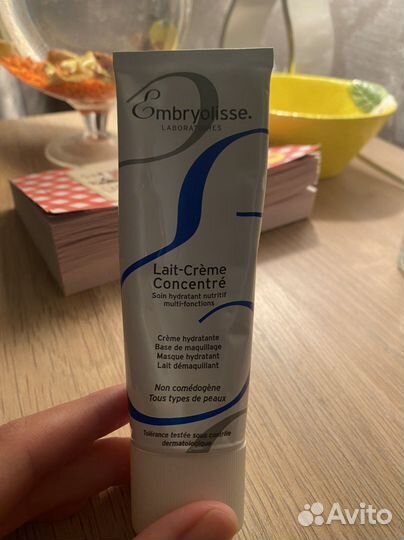 Embryolisse.
LABORATOIRES
Lait-Crème
Concentré
Soin hydratant nutritif
multi-fonctions
Crème hydratante
Base de maquillage
Masque hydratant
Lait démaquillant
Non comédogène
Tous types de peaux
Tolérance testée sous contrôle
dermatologique
Avito